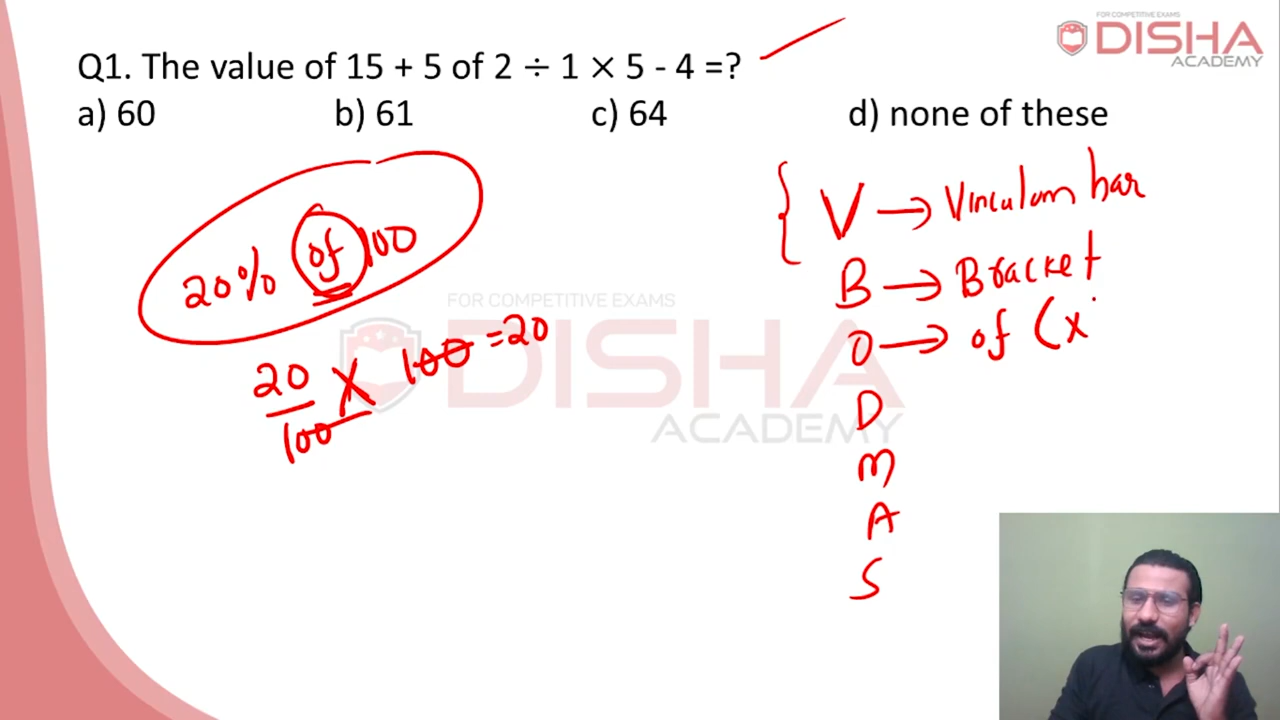 FOR COMPETITIVE EXAMS
DISHA
ACADEMY
Q1. The value of 15 + 5 of 2 ÷ 1 × 5 - 4 =?
a) 60 b) 61 c) 64 d) none of these
20% of 100
20/100 × 100 = 20
V → Vinculam bar
B → Bracket
O → of (x
D
M
A
S
FOR COMPETITIVE EXAMS
DISHA
ACADEMY